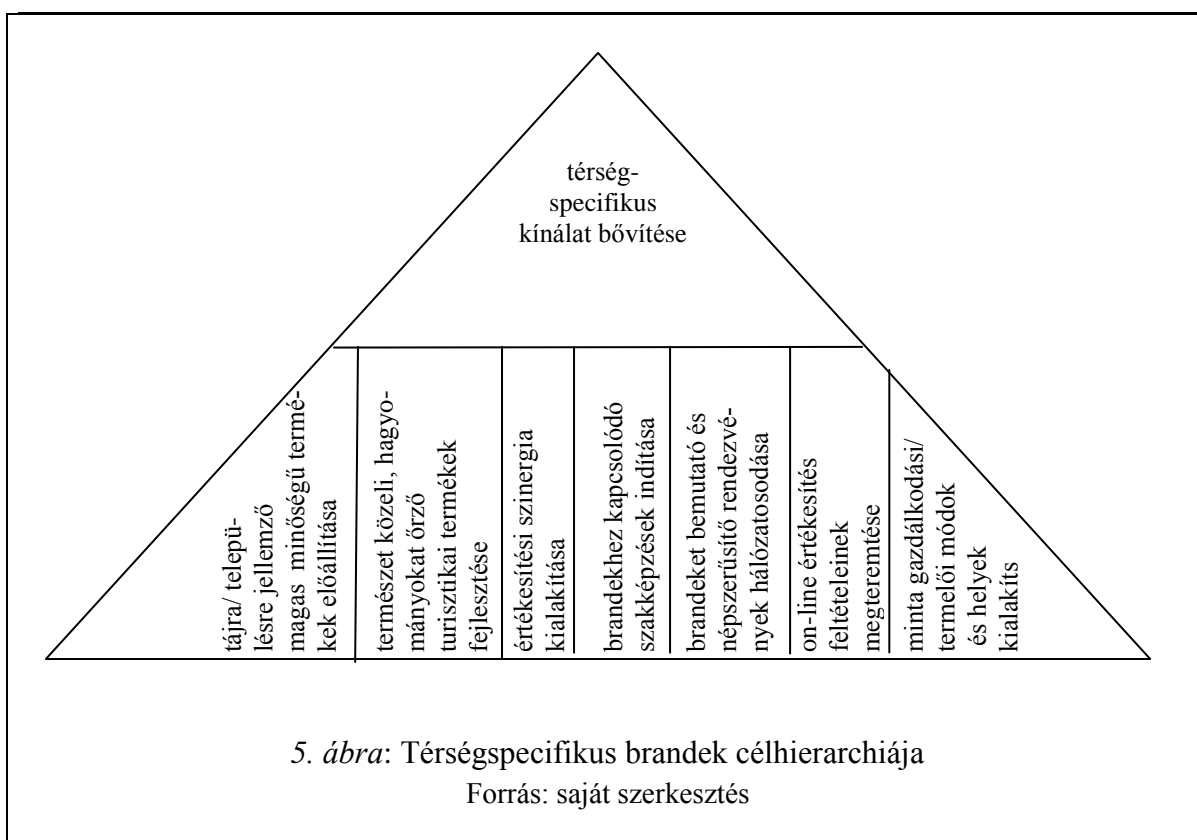 térség-
specifikus
kínálat bővítése
tájra/ telepü-
lésre jellemző
magas minőségű termé-
kek előállítása
természet közeli, hagyo-
mányokat őrző
turisztikai termékek
fejlesztése
értékesítési szinergia
kialakítása
brandekhez kapcsolódó
szakképzések indítása
brandeket bemutató és
népszerűsítő rendezvé-
nyek hálózatosodása
on-line értékesítés
feltételeinek
megteremtése
minta gazdálkodási/
termelői módok
és helyek
kialakíts
5. ábra: Térségspecifikus brandek célhierarchiája
Forrás: saját szerkesztés